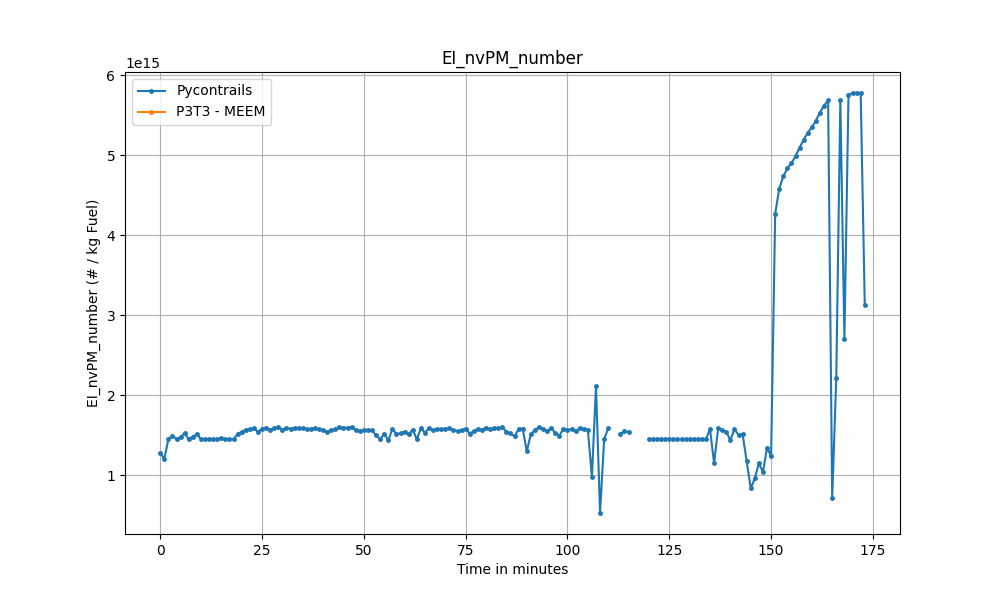 EI_nvPM_number
1e15
Pycontrails
P3T3 - MEEM
6
5
4
3
2
1
EI_nvPM_number (# / kg Fuel)
0 25 50 75 100 125 150 175
Time in minutes